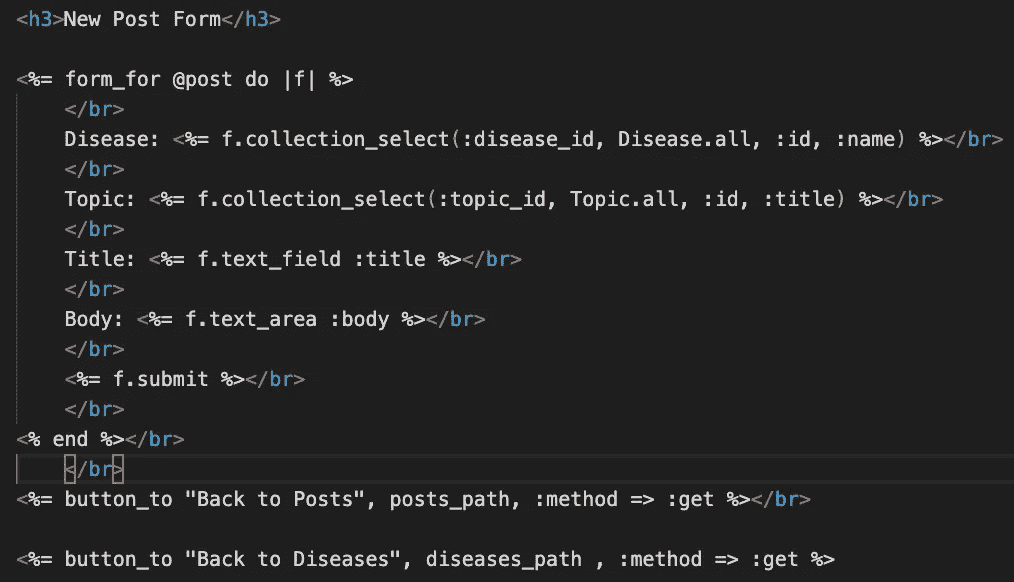 <h3>New Post Form</h3>
<%= form_for @post do |f| %>
</br>
Disease: <%= f.collection_select(:disease_id, Disease.all, :id, :name) %></br>
</br>
Topic: <%= f.collection_select(:topic_id, Topic.all, :id, :title) %></br>
</br>
Title: <%= f.text_field :title %></br>
</br>
Body: <%= f.text_area :body %></br>
</br>
<%= f.submit %></br>
</br>
<% end %></br>
</br>
<%= button_to "Back to Posts", posts_path, :method => :get %></br>
<%= button_to "Back to Diseases", diseases_path , :method => :get %>